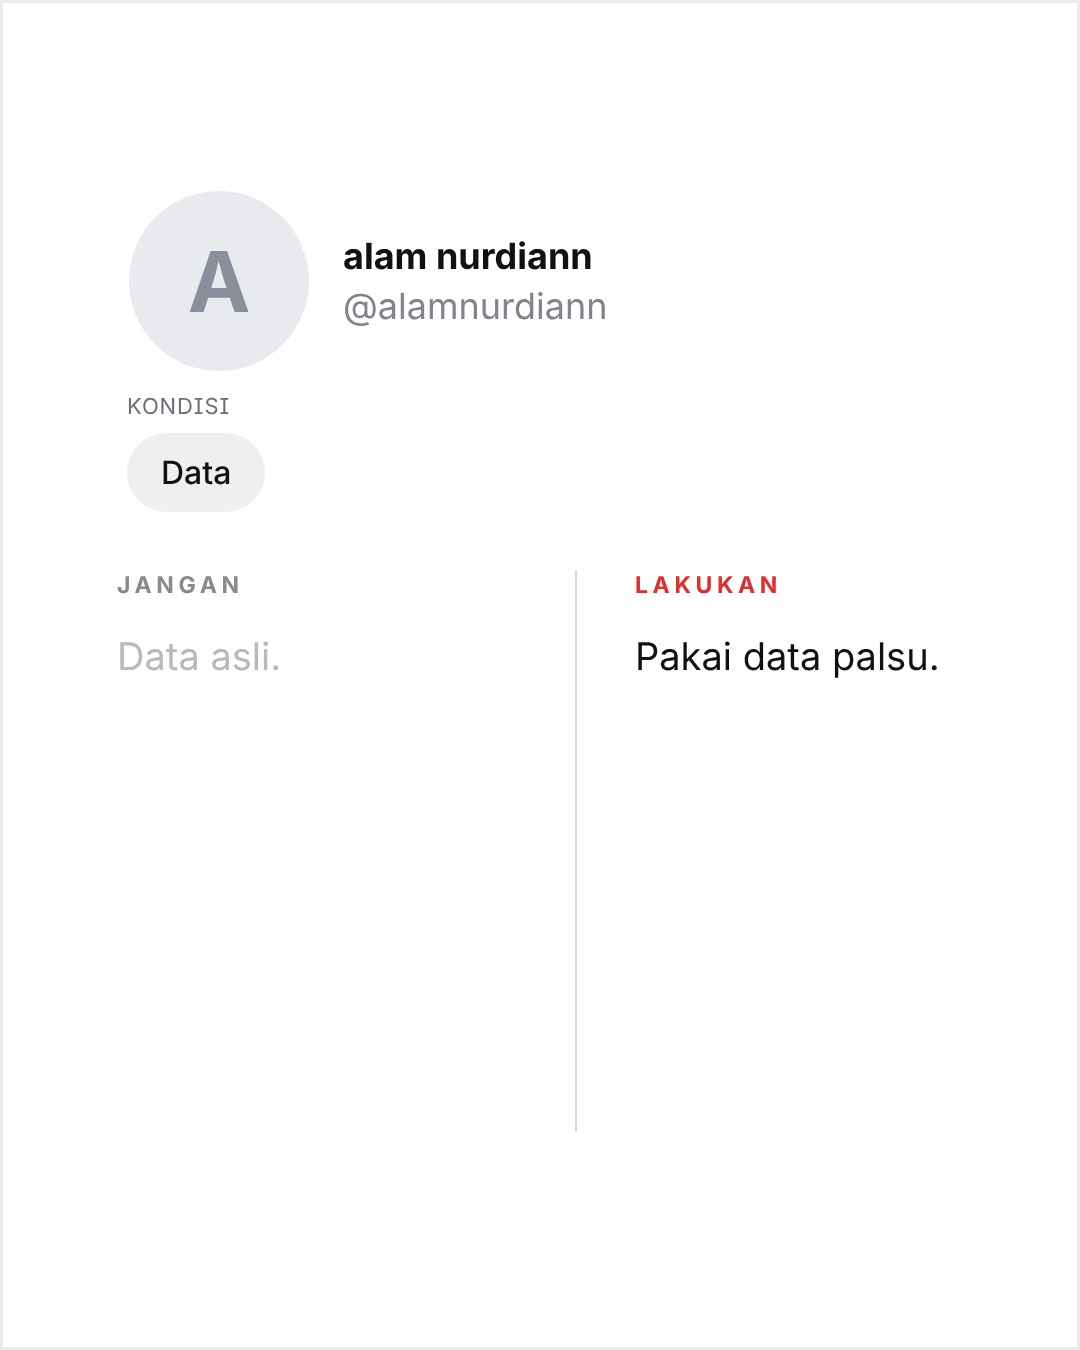 A
alam nurdiann
@alamnurdiann
KONDISI
Data
JANGAN
Data asli.
LAKUKAN
Pakai data palsu.